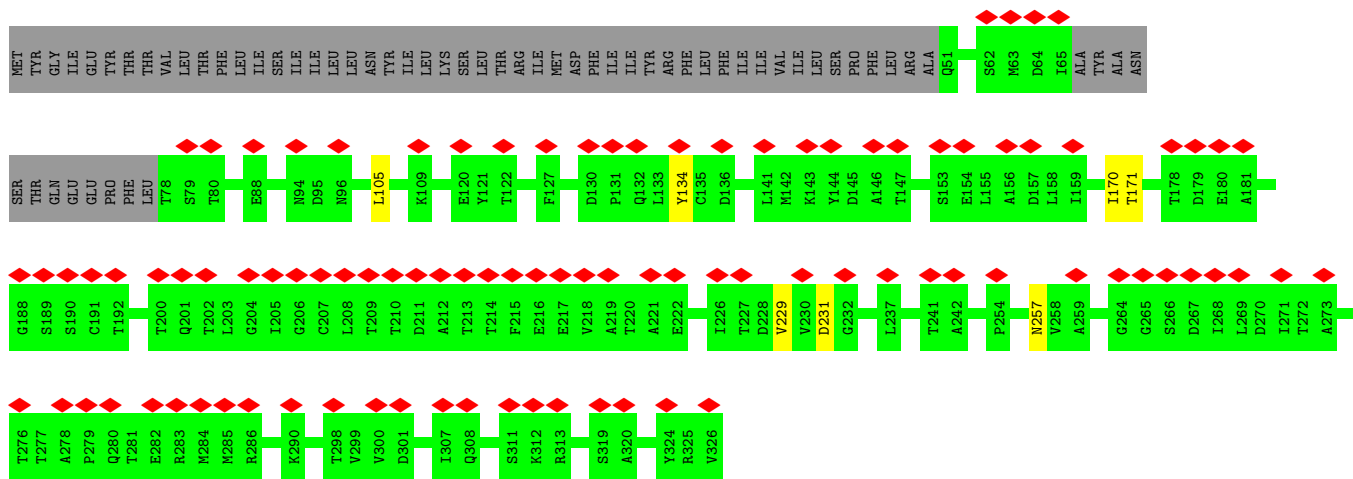 MET TYR GLY ILE GLU TYR THR THR VAL LEU THR PHE LEU ILE SER ILE ILE LEU LEU ASN TYR ILE LEU LYS SER LEU THR ARG ILE MET ASP PHE ILE ILE TYR ARG PHE LEU PHE ILE ILE VAL ILE LEU SER PRO PHE LEU ARG ALA Q51 S62 M63 D64 I65 ALA TYR ALA ASN
SER THR GLN GLU GLU PRO PHE LEU T78 S79 T80 E88 N94 D95 N96 L105 K109 E120 Y121 T122 F127 D130 P131 Q132 L133 Y134 C135 D136 L141 M142 K143 Y144 D145 A146 T147 S153 E154 L155 A156 D157 L158 I159 I170 T171 T178 D179 E180 A181
G188 S189 S190 C191 T192 T200 Q201 T202 L203 G204 I205 G206 C207 L208 T209 T210 D211 A212 T213 T214 F215 E216 E217 V218 A219 T220 A221 E222 I226 T227 D228 V229 V230 D231 G232 L237 T241 A242 P254 N257 V258 A259 G264 G265 S266 D267 I268 L269 D270 I271 T272 A273
T276 T277 A278 P279 Q280 T281 E282 R283 M284 M285 R286 K290 T298 V299 V300 D301 I307 Q308 S311 K312 R313 S319 A320 Y324 R325 V326